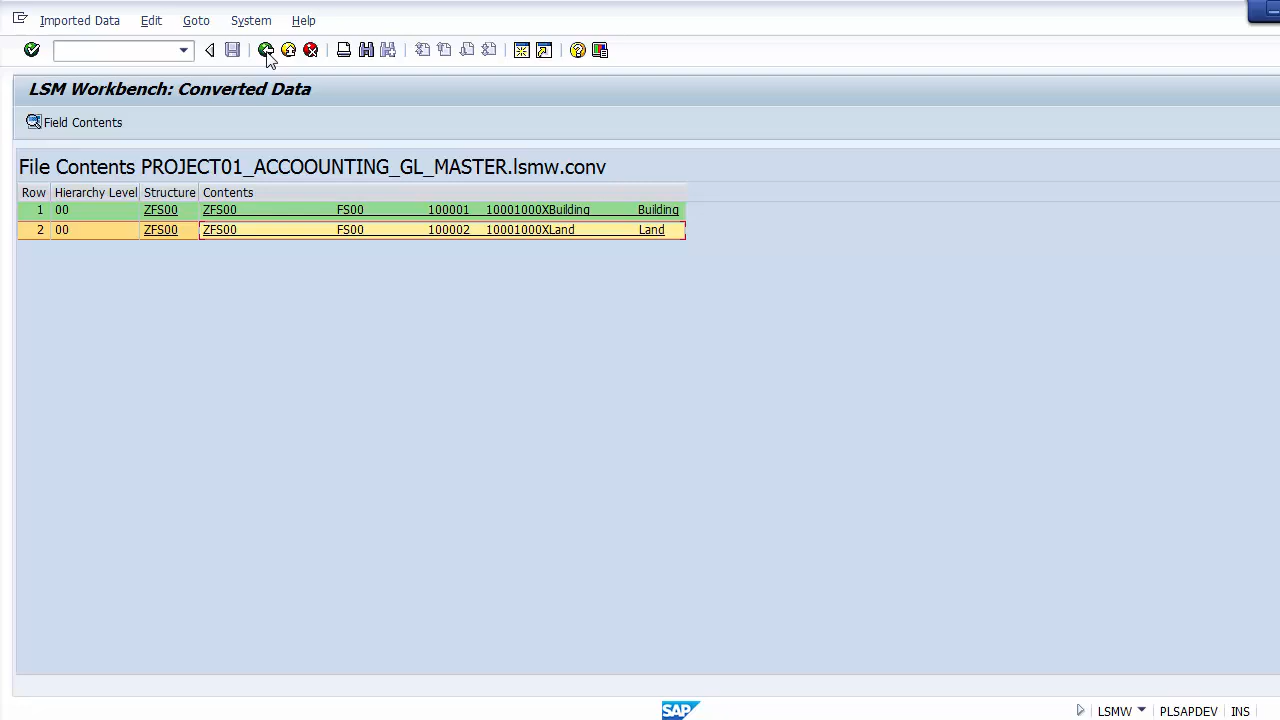 Imported Data Edit Goto System Help
LSM Workbench: Converted Data
Field Contents
File Contents PROJECT01_ACCOOUNTING_GL_MASTER.lsmw.conv
Row Hierarchy Level Structure Contents
1 00 ZFS00 ZFS00 FS00 100001 10001000XBuilding Building
2 00 ZFS00 ZFS00 FS00 100002 10001000XLand Land
SAP LSMW PLSAPDEV INS